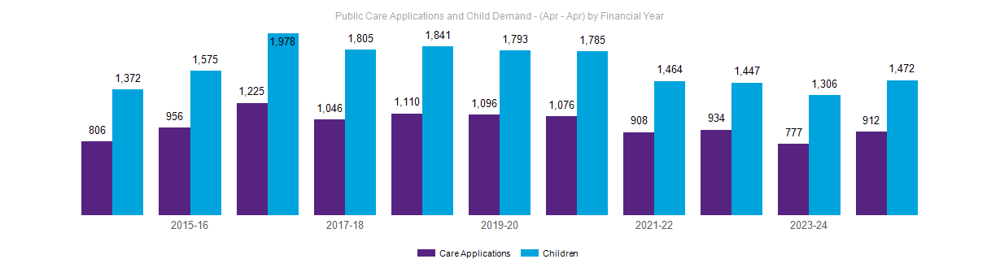 Public Care Applications and Child Demand - (Apr - Apr) by Financial Year
806 1,372 956 1,575 1,225 1,978 1,046 1,805 1,110 1,841 1,096 1,793 1,076 1,785 908 1,464 934 1,447 777 1,306 912 1,472
2015-16 2017-18 2019-20 2021-22 2023-24
Care Applications Children